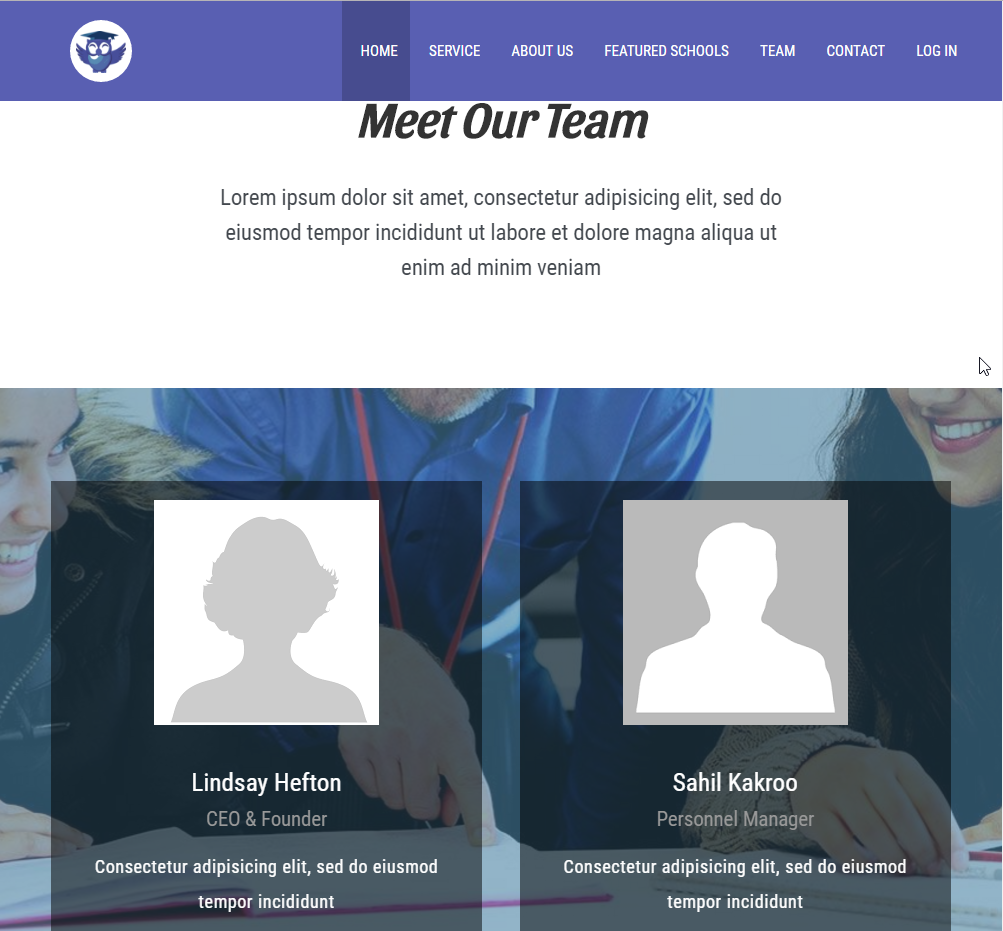 HOME SERVICE ABOUT US FEATURED SCHOOLS TEAM CONTACT LOG IN
Meet Our Team
Lorem ipsum dolor sit amet, consectetur adipisicing elit, sed do
eiusmod tempor incididunt ut labore et dolore magna aliqua ut
enim ad minim veniam
Lindsay Hefton
CEO & Founder
Consectetur adipisicing elit, sed do eiusmod
tempor incididunt
Sahil Kakroo
Personnel Manager
Consectetur adipisicing elit, sed do eiusmod
tempor incididunt